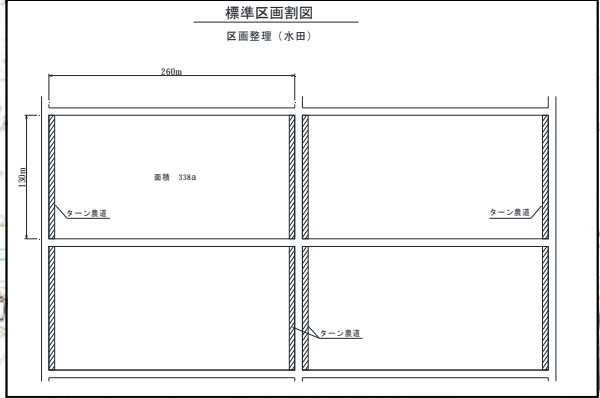 標準区画割図
区画整理（水田）
260m
130m
面積 338a
ターン農道
ターン農道
ターン農道